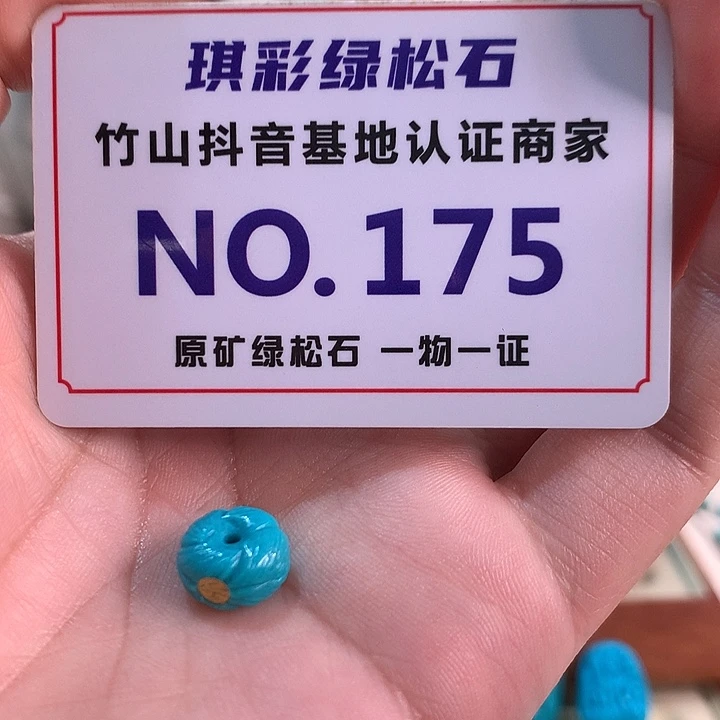 琪彩绿松石
竹山抖音基地认证商家
NO.175
原矿绿松石 一物一证